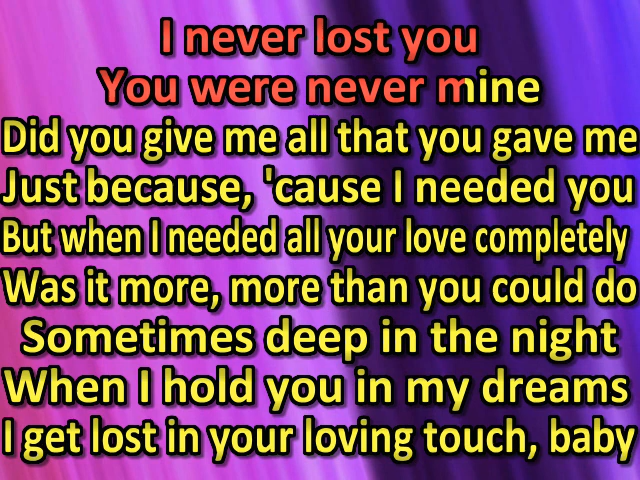 I never lost you
You were never mine
Did you give me all that you gave me
Just because, 'cause I needed you
But when I needed all your love completely
Was it more, more than you could do
Sometimes deep in the night
When I hold you in my dreams
I get lost in your loving touch, baby